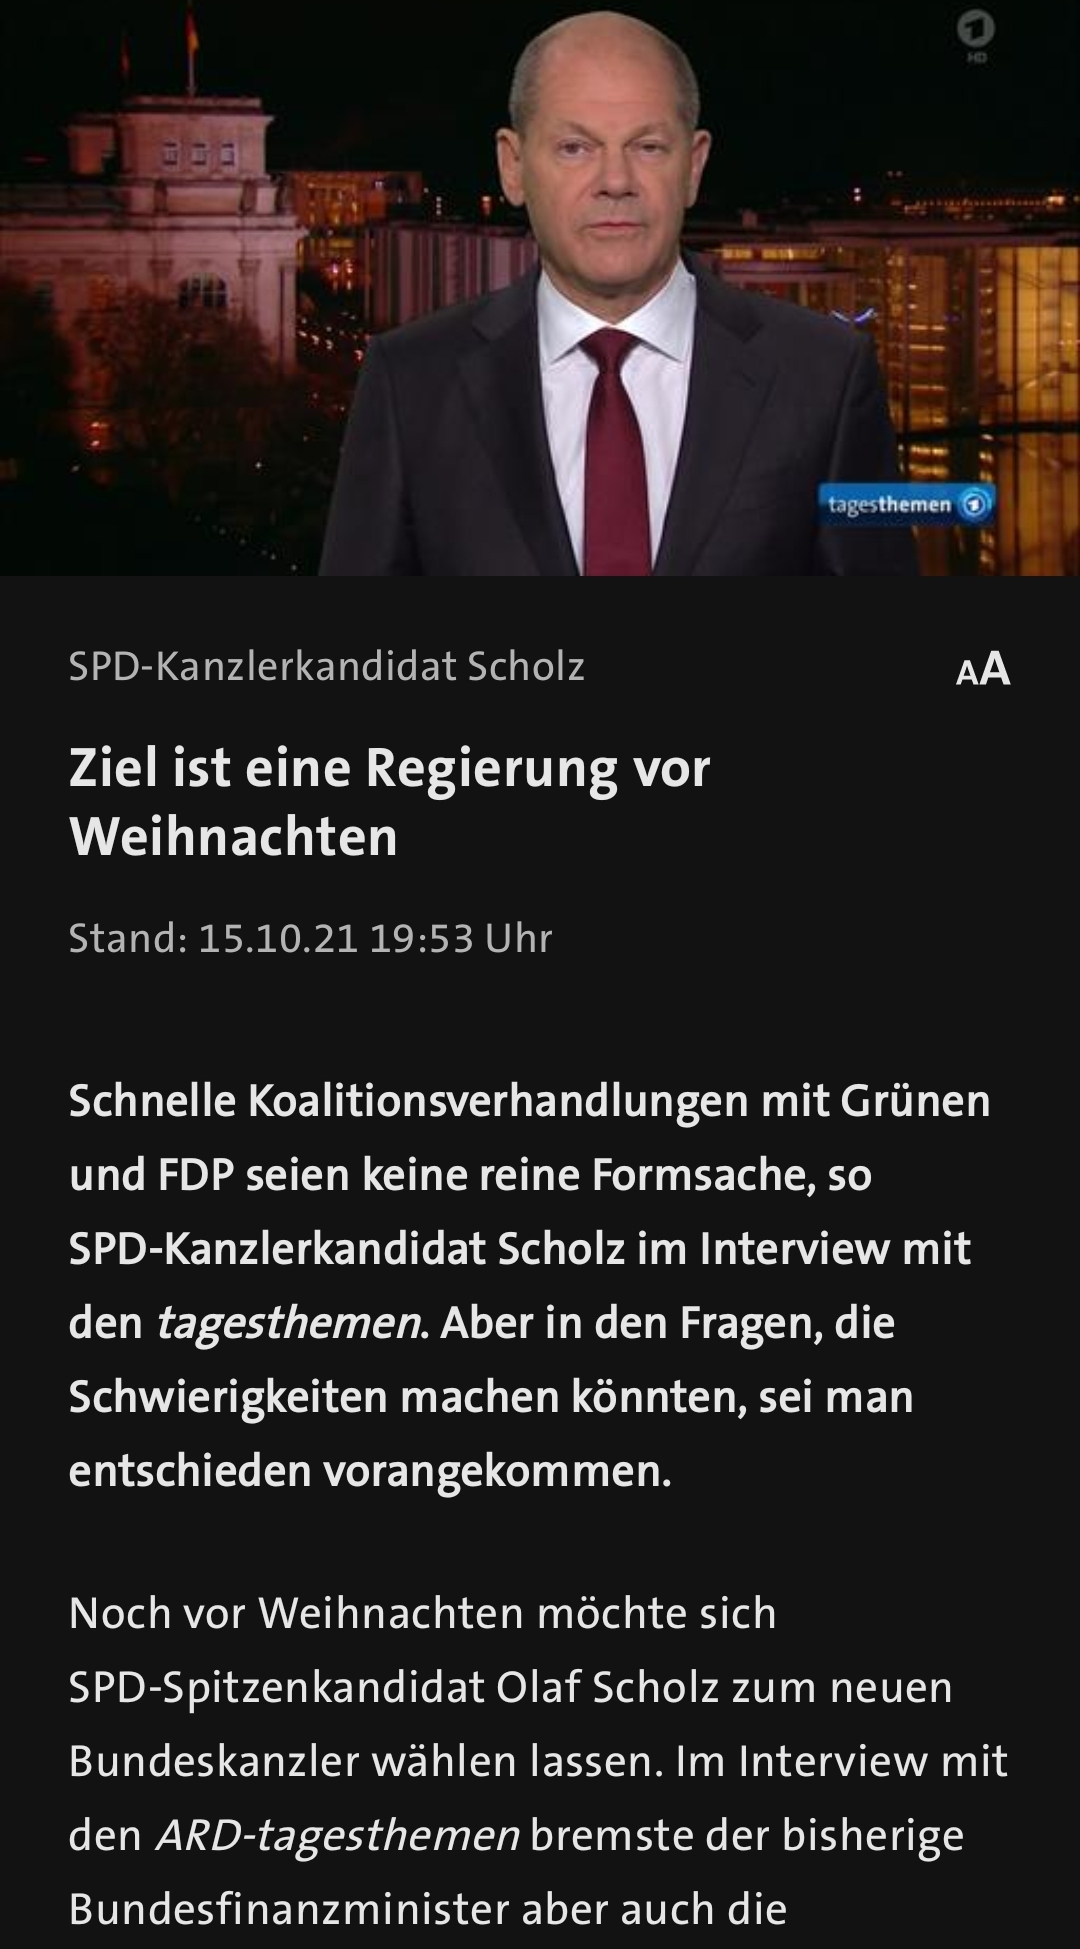 1
HD
tagesthemen 1
SPD-Kanzlerkandidat Scholz
AA
Ziel ist eine Regierung vor
Weihnachten
Stand: 15.10.21 19:53 Uhr
Schnelle Koalitionsverhandlungen mit Grünen
und FDP seien keine reine Formsache, so
SPD-Kanzlerkandidat Scholz im Interview mit
den tagesthemen. Aber in den Fragen, die
Schwierigkeiten machen könnten, sei man
entschieden vorangekommen.
Noch vor Weihnachten möchte sich
SPD-Spitzenkandidat Olaf Scholz zum neuen
Bundeskanzler wählen lassen. Im Interview mit
den ARD-tagesthemen bremste der bisherige
Bundesfinanzminister aber auch die